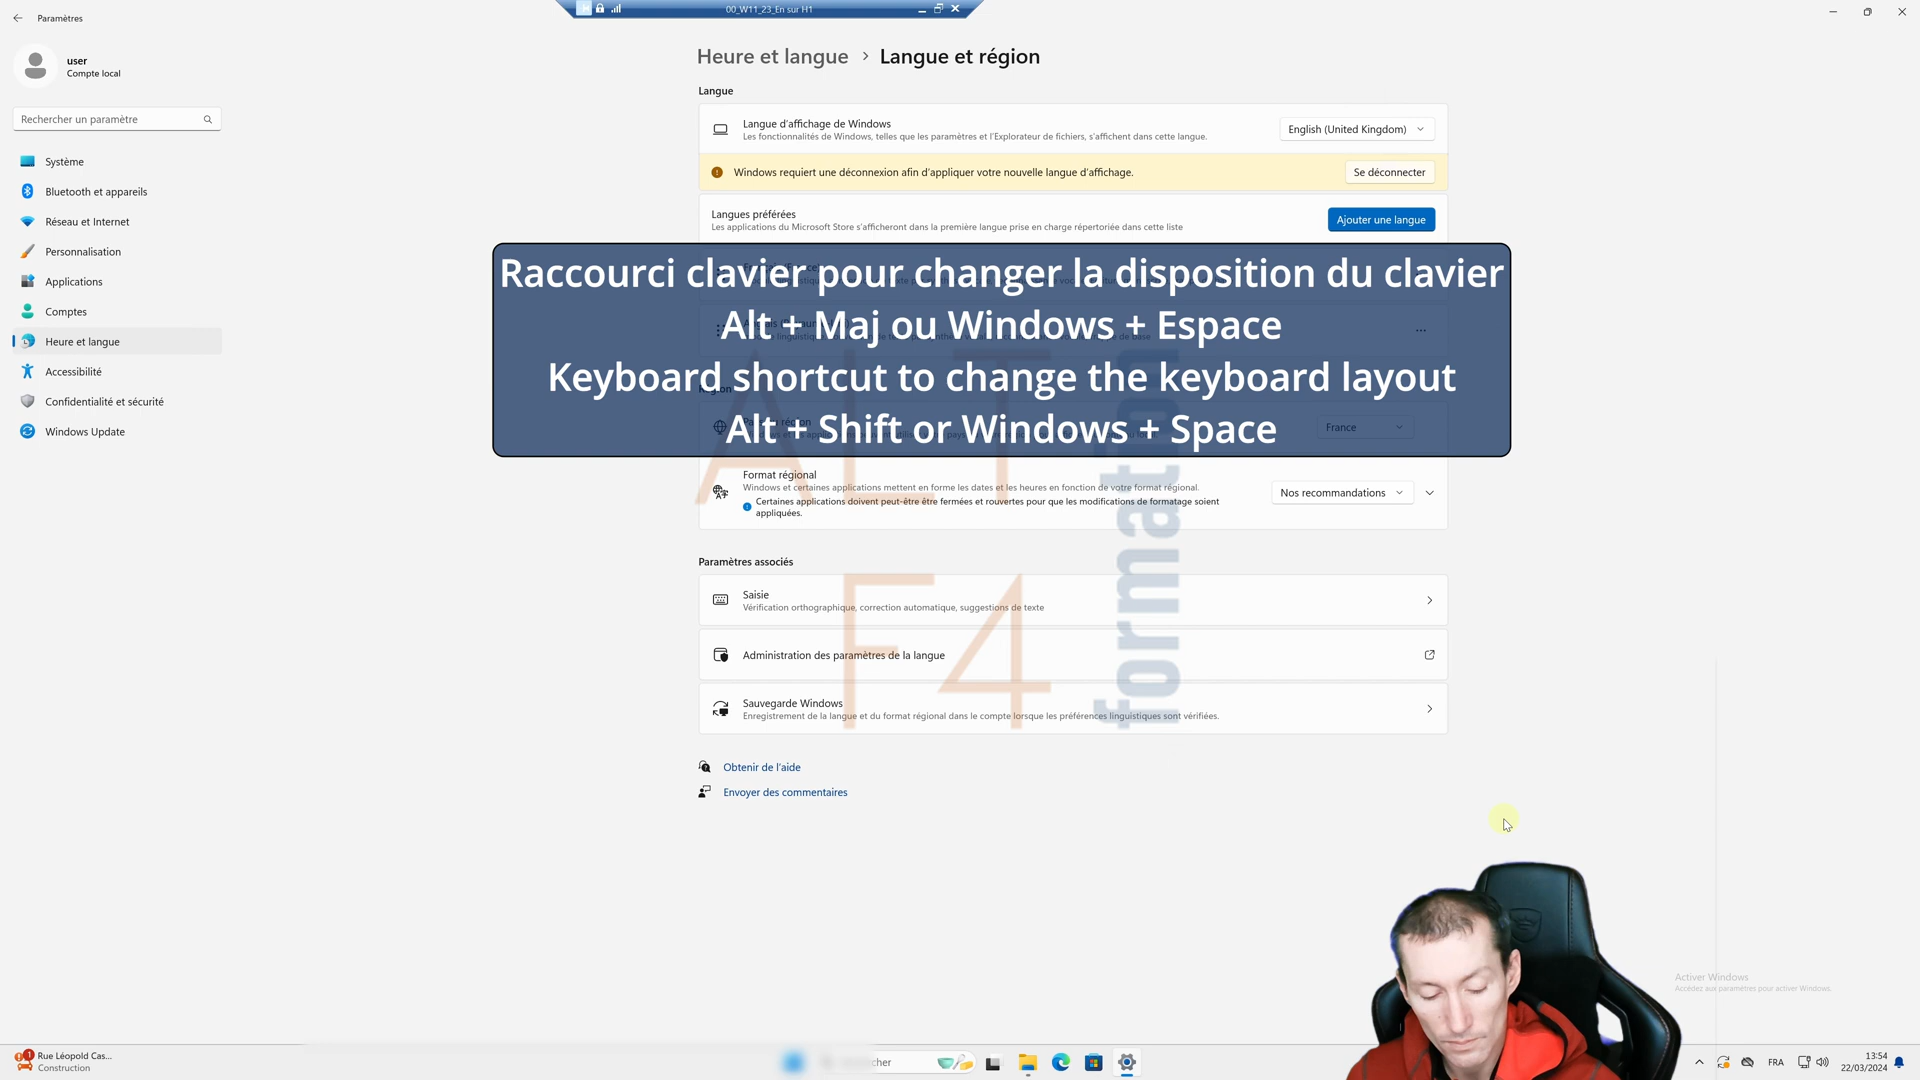 Paramètres
00_W11_23_En sur H1
user
Compte local
Rechercher un paramètre
Système
Bluetooth et appareils
Réseau et Internet
Personnalisation
Applications
Comptes
Heure et langue
Accessibilité
Confidentialité et sécurité
Windows Update
Heure et langue > Langue et région
Langue
Langue d'affichage de Windows
Les fonctionnalités de Windows, telles que les paramètres et l'Explorateur de fichiers, s'affichent dans cette langue.
English (United Kingdom)
Windows requiert une déconnexion afin d'appliquer votre nouvelle langue d'affichage.
Se déconnecter
Langues préférées
Les applications du Microsoft Store s'afficheront dans la première langue prise en charge répertoriée dans cette liste
Ajouter une langue
Raccourci clavier pour changer la disposition du clavier
Alt + Maj ou Windows + Espace
Keyboard shortcut to change the keyboard layout
Alt + Shift or Windows + Space
France
Format régional
Windows et certaines applications mettent en forme les dates et les heures en fonction de votre format régional.
Certaines applications doivent peut-être être fermées et rouvertes pour que les modifications de formatage soient
appliquées.
Nos recommandations
Paramètres associés
Saisie
Vérification orthographique, correction automatique, suggestions de texte
Administration des paramètres de la langue
Sauvegarde Windows
Enregistrement de la langue et du format régional dans le compte lorsque les préférences linguistiques sont vérifiées.
Obtenir de l'aide
Envoyer des commentaires
ALT
F4
formation
Activer Windows
Accédez aux paramètres pour activer Windows.
Rue Léopold Cas...
Construction
1
FRA
13:54
22/03/2024